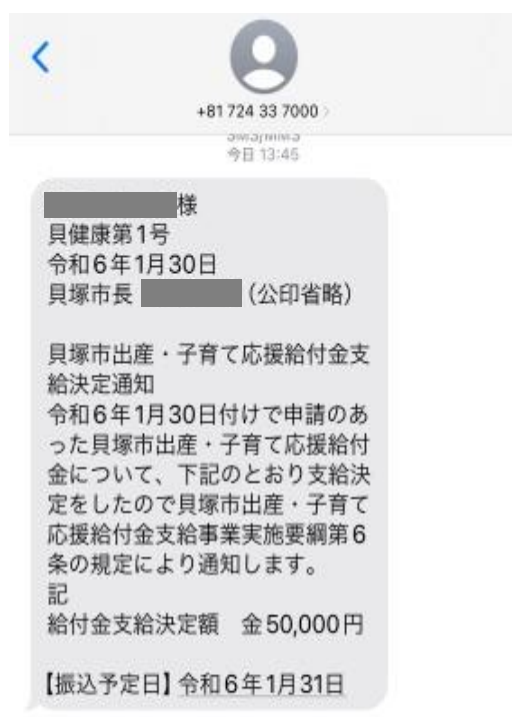 +81 724 33 7000 >
SMS/MMS
今日 13:45
様
貝健康第1号
令和6年1月30日
貝塚市長 (公印省略)
貝塚市出産・子育て応援給付金支
給決定通知
令和6年1月30日付けで申請のあ
った貝塚市出産・子育て応援給付
金について、下記のとおり支給決
定をしたので貝塚市出産・子育て
応援給付金支給事業実施要綱第6
条の規定により通知します。
記
給付金支給決定額　金50,000円
【振込予定日】令和6年1月31日